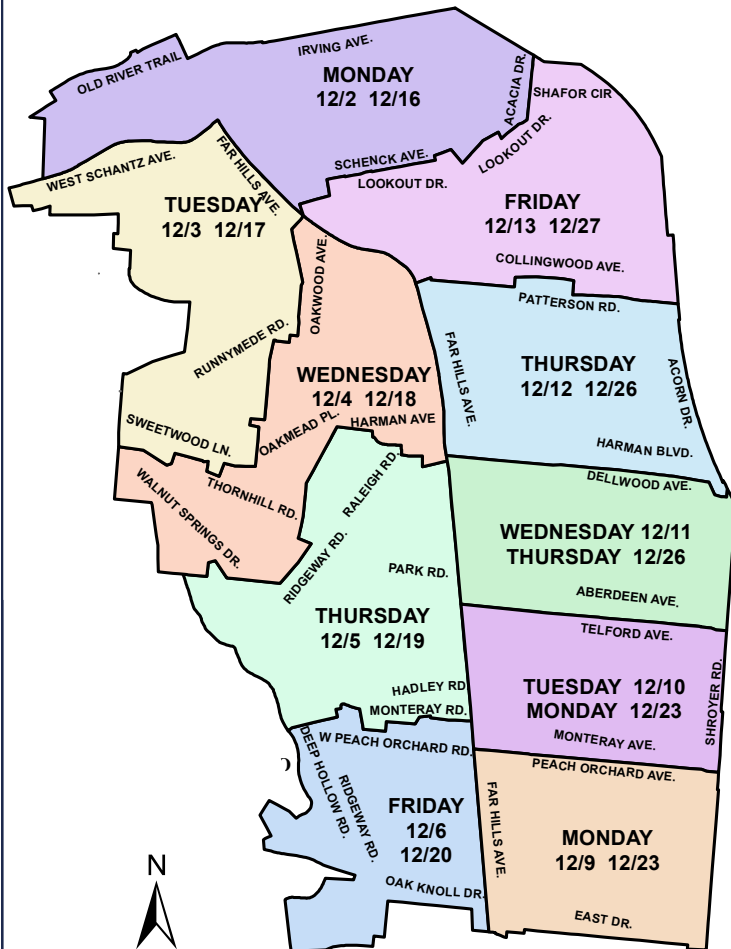 OLD RIVER TRAIL
IRVING AVE.
MONDAY
12/2 12/16
ACACIA DR.
SHAFOR CIR
LOOKOUT DR.
SCHENCK AVE.
LOOKOUT DR.
WEST SCHANTZ AVE.
FAR HILLS AVE.
TUESDAY
12/3 12/17
FRIDAY
12/13 12/27
COLLINGWOOD AVE.
OAKWOOD AVE.
PATTERSON RD.
RUNNYMEDE RD.
FAR HILLS AVE.
THURSDAY
12/12 12/26
ACORN DR.
WEDNESDAY
12/4 12/18
SWEETWOOD LN.
OAKMEAD PL.
HARMAN AVE
HARMAN BLVD.
DELLWOOD AVE.
WALNUT SPRINGS DR.
THORNHILL RD.
RALEIGH RD.
RIDGEWAY RD.
WEDNESDAY 12/11
THURSDAY 12/26
PARK RD.
ABERDEEN AVE.
THURSDAY
12/5 12/19
TELFORD AVE.
HADLEY RD
MONTERAY RD.
TUESDAY 12/10
MONDAY 12/23
SHROYER RD.
MONTERAY AVE.
W PEACH ORCHARD RD.
PEACH ORCHARD AVE.
DEEP HOLLOW RD.
RIDGEWAY RD.
FRIDAY
12/6
12/20
FAR HILLS AVE.
MONDAY
12/9 12/23
OAK KNOLL DR.
EAST DR.
N